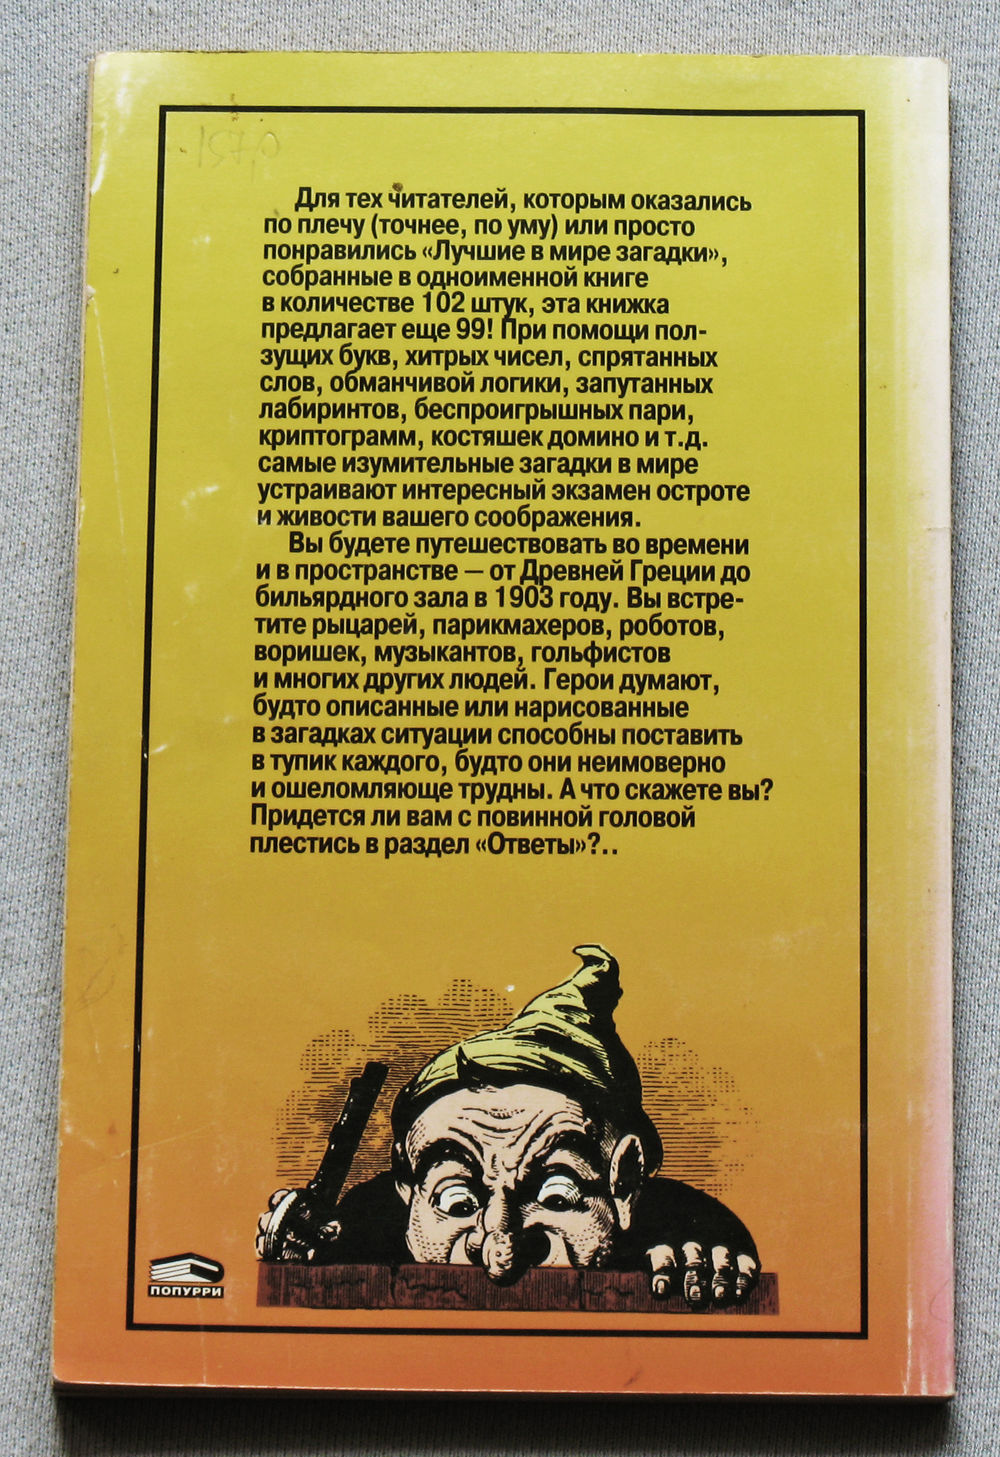 Для тех читателей, которым оказались
по плечу (точнее, по уму) или просто
понравились «Лучшие в мире загадки»,
собранные в одноименной книге
в количестве 102 штук, эта книжка
предлагает еще 99! При помощи пол-
зущих букв, хитрых чисел, спрятанных
слов, обманчивой логики, запутанных
лабиринтов, беспроигрышных пари,
криптограмм, костяшек домино и т.д.
самые изумительные загадки в мире
устраивают интересный экзамен остроте
и живости вашего соображения.
Вы будете путешествовать во времени
и в пространстве — от Древней Греции до
бильярдного зала в 1903 году. Вы встре-
тите рыцарей, парикмахеров, роботов,
воришек, музыкантов, гольфистов
и многих других людей. Герои думают,
будто описанные или нарисованные
в загадках ситуации способны поставить
в тупик каждого, будто они неимоверно
и ошеломляюще трудны. А что скажете вы?
Придется ли вам с повинной головой
плестись в раздел «Ответы»?..
ПОПУРРИ